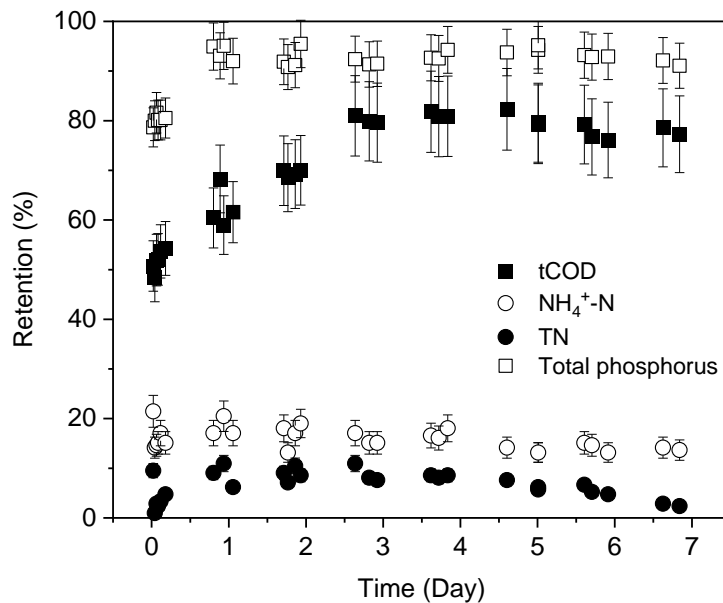 100
80
60
40
20
0
Retention (%)
tCOD
NH₄⁺-N
TN
Total phosphorus
0 1 2 3 4 5 6 7
Time (Day)